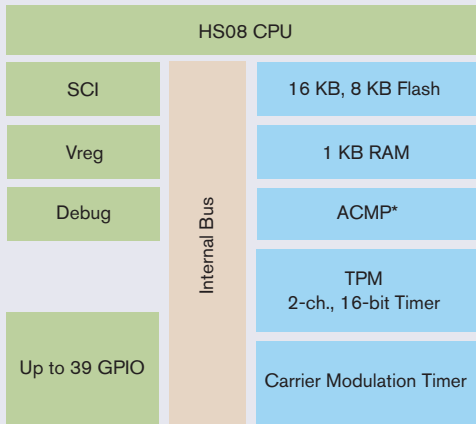 HS08 CPU
SCI
Vreg
Debug
Up to 39 GPIO
Internal Bus
16 KB, 8 KB Flash
1 KB RAM
ACMP*
TPM
2-ch., 16-bit Timer
Carrier Modulation Timer